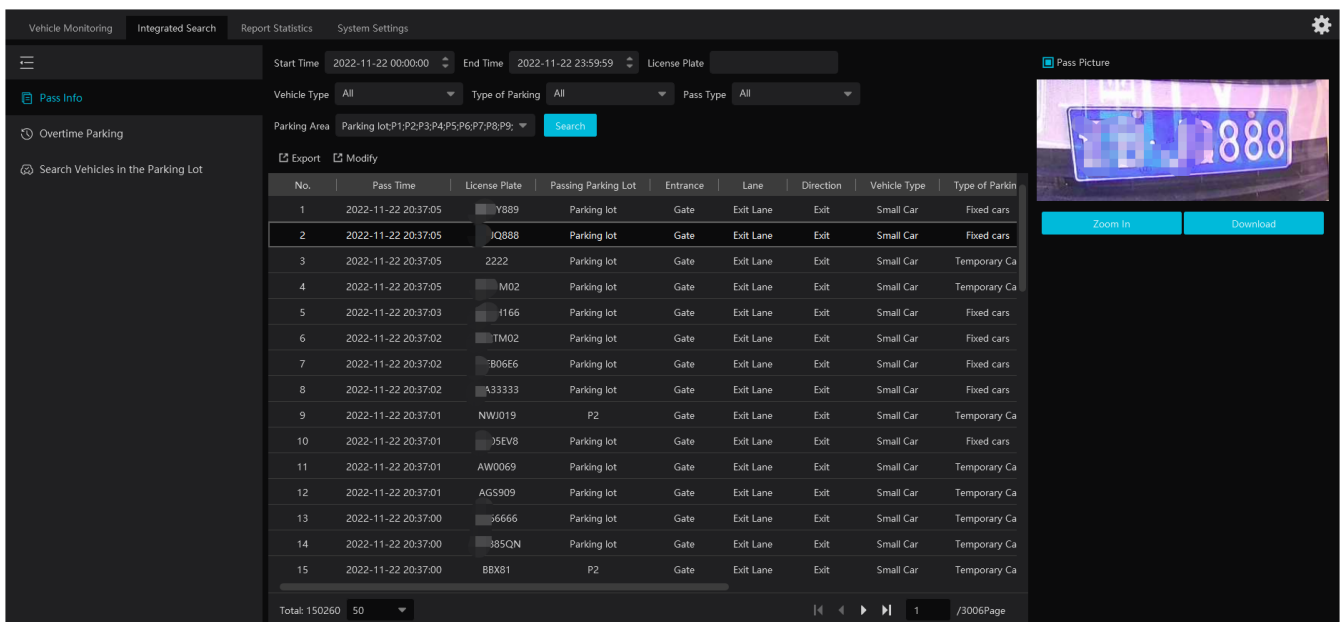 Vehicle Monitoring Integrated Search Report Statistics System Settings
Pass Info
Overtime Parking
Search Vehicles in the Parking Lot
Start Time 2022-11-22 00:00:00 End Time 2022-11-22 23:59:59 License Plate
Vehicle Type All Type of Parking All Pass Type All
Parking Area Parking lot;P1;P2;P3;P4;P5;P6;P7;P8;P9; Search
Export Modify
No. Pass Time License Plate Passing Parking Lot Entrance Lane Direction Vehicle Type Type of Parkin
1 2022-11-22 20:37:05 Y889 Parking lot Gate Exit Lane Exit Small Car Fixed cars
2 2022-11-22 20:37:05 Q888 Parking lot Gate Exit Lane Exit Small Car Fixed cars
3 2022-11-22 20:37:05 2222 Parking lot Gate Exit Lane Exit Small Car Temporary Ca
4 2022-11-22 20:37:05 M02 Parking lot Gate Exit Lane Exit Small Car Temporary Ca
5 2022-11-22 20:37:03 166 Parking lot Gate Exit Lane Exit Small Car Fixed cars
6 2022-11-22 20:37:02 TM02 Parking lot Gate Exit Lane Exit Small Car Fixed cars
7 2022-11-22 20:37:02 B06E6 Parking lot Gate Exit Lane Exit Small Car Fixed cars
8 2022-11-22 20:37:02 A33333 Parking lot Gate Exit Lane Exit Small Car Fixed cars
9 2022-11-22 20:37:01 NWJ019 P2 Gate Exit Lane Exit Small Car Temporary Ca
10 2022-11-22 20:37:01 5EV8 Parking lot Gate Exit Lane Exit Small Car Fixed cars
11 2022-11-22 20:37:01 AW0069 Parking lot Gate Exit Lane Exit Small Car Temporary Ca
12 2022-11-22 20:37:01 AGS909 Parking lot Gate Exit Lane Exit Small Car Temporary Ca
13 2022-11-22 20:37:00 6666 Parking lot Gate Exit Lane Exit Small Car Temporary Ca
14 2022-11-22 20:37:00 85QN Parking lot Gate Exit Lane Exit Small Car Temporary Ca
15 2022-11-22 20:37:00 BBX81 P2 Gate Exit Lane Exit Small Car Temporary Ca
Total: 150260 50 1 /3006Page
Pass Picture
888
Zoom In Download